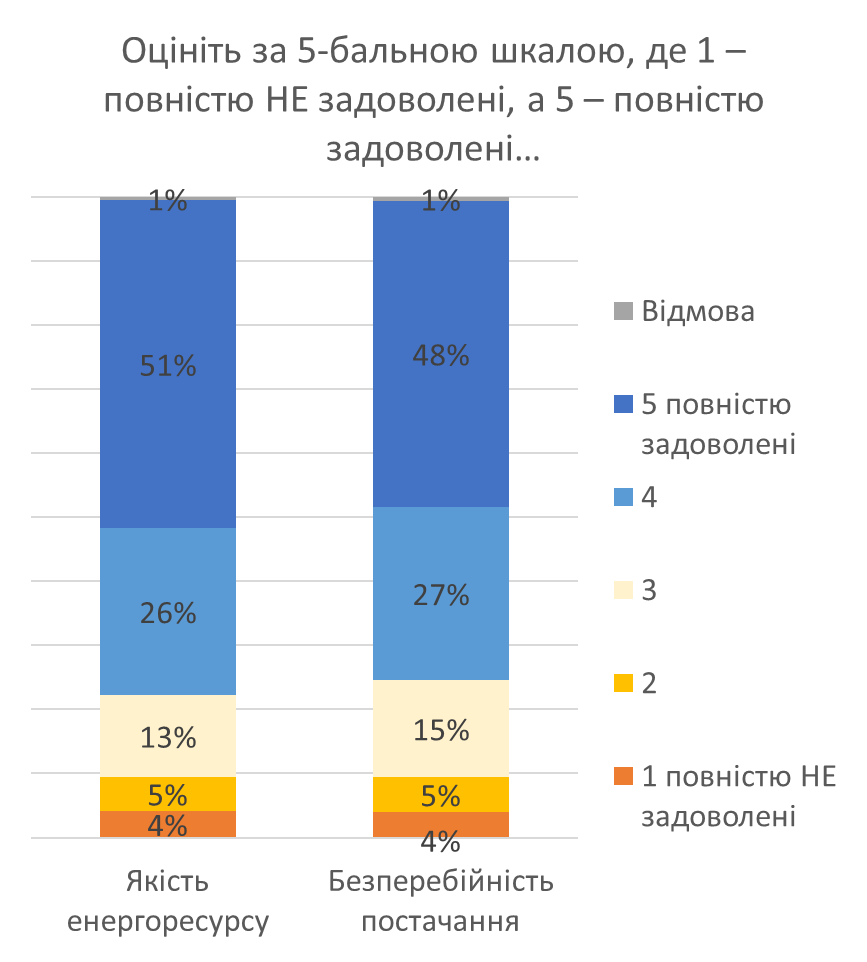 Оцініть за 5-бальною шкалою, де 1 –
повністю НЕ задоволені, а 5 – повністю
задоволені…
1%
1%
51%
48%
26%
27%
13%
15%
5%
5%
4%
4%
Якість
енергоресурсу
Безперебійність
постачання
Відмова
5 повністю
задоволені
4
3
2
1 повністю НЕ
задоволені